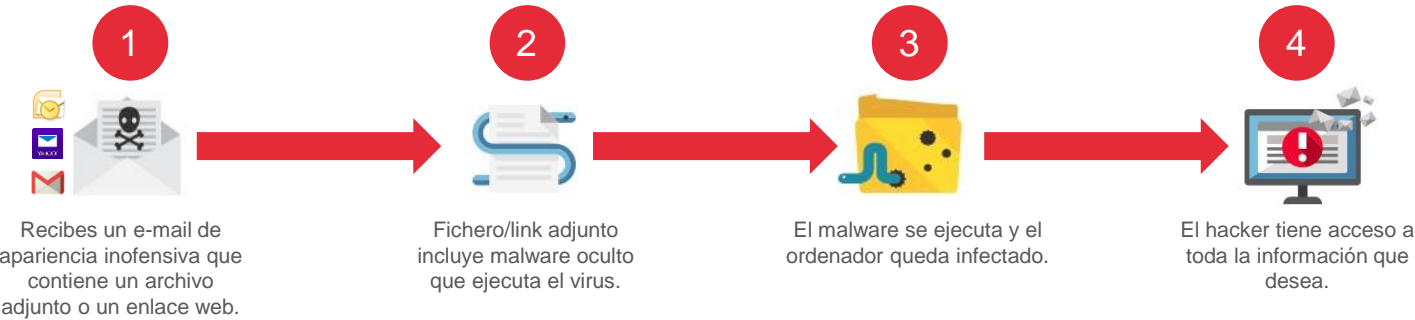 1
2
3
4
YAHOO!
Recibes un e-mail de
apariencia inofensiva que
contiene un archivo
adjunto o un enlace web.
Fichero/link adjunto
incluye malware oculto
que ejecuta el virus.
El malware se ejecuta y el
ordenador queda infectado.
El hacker tiene acceso a
toda la información que
desea.